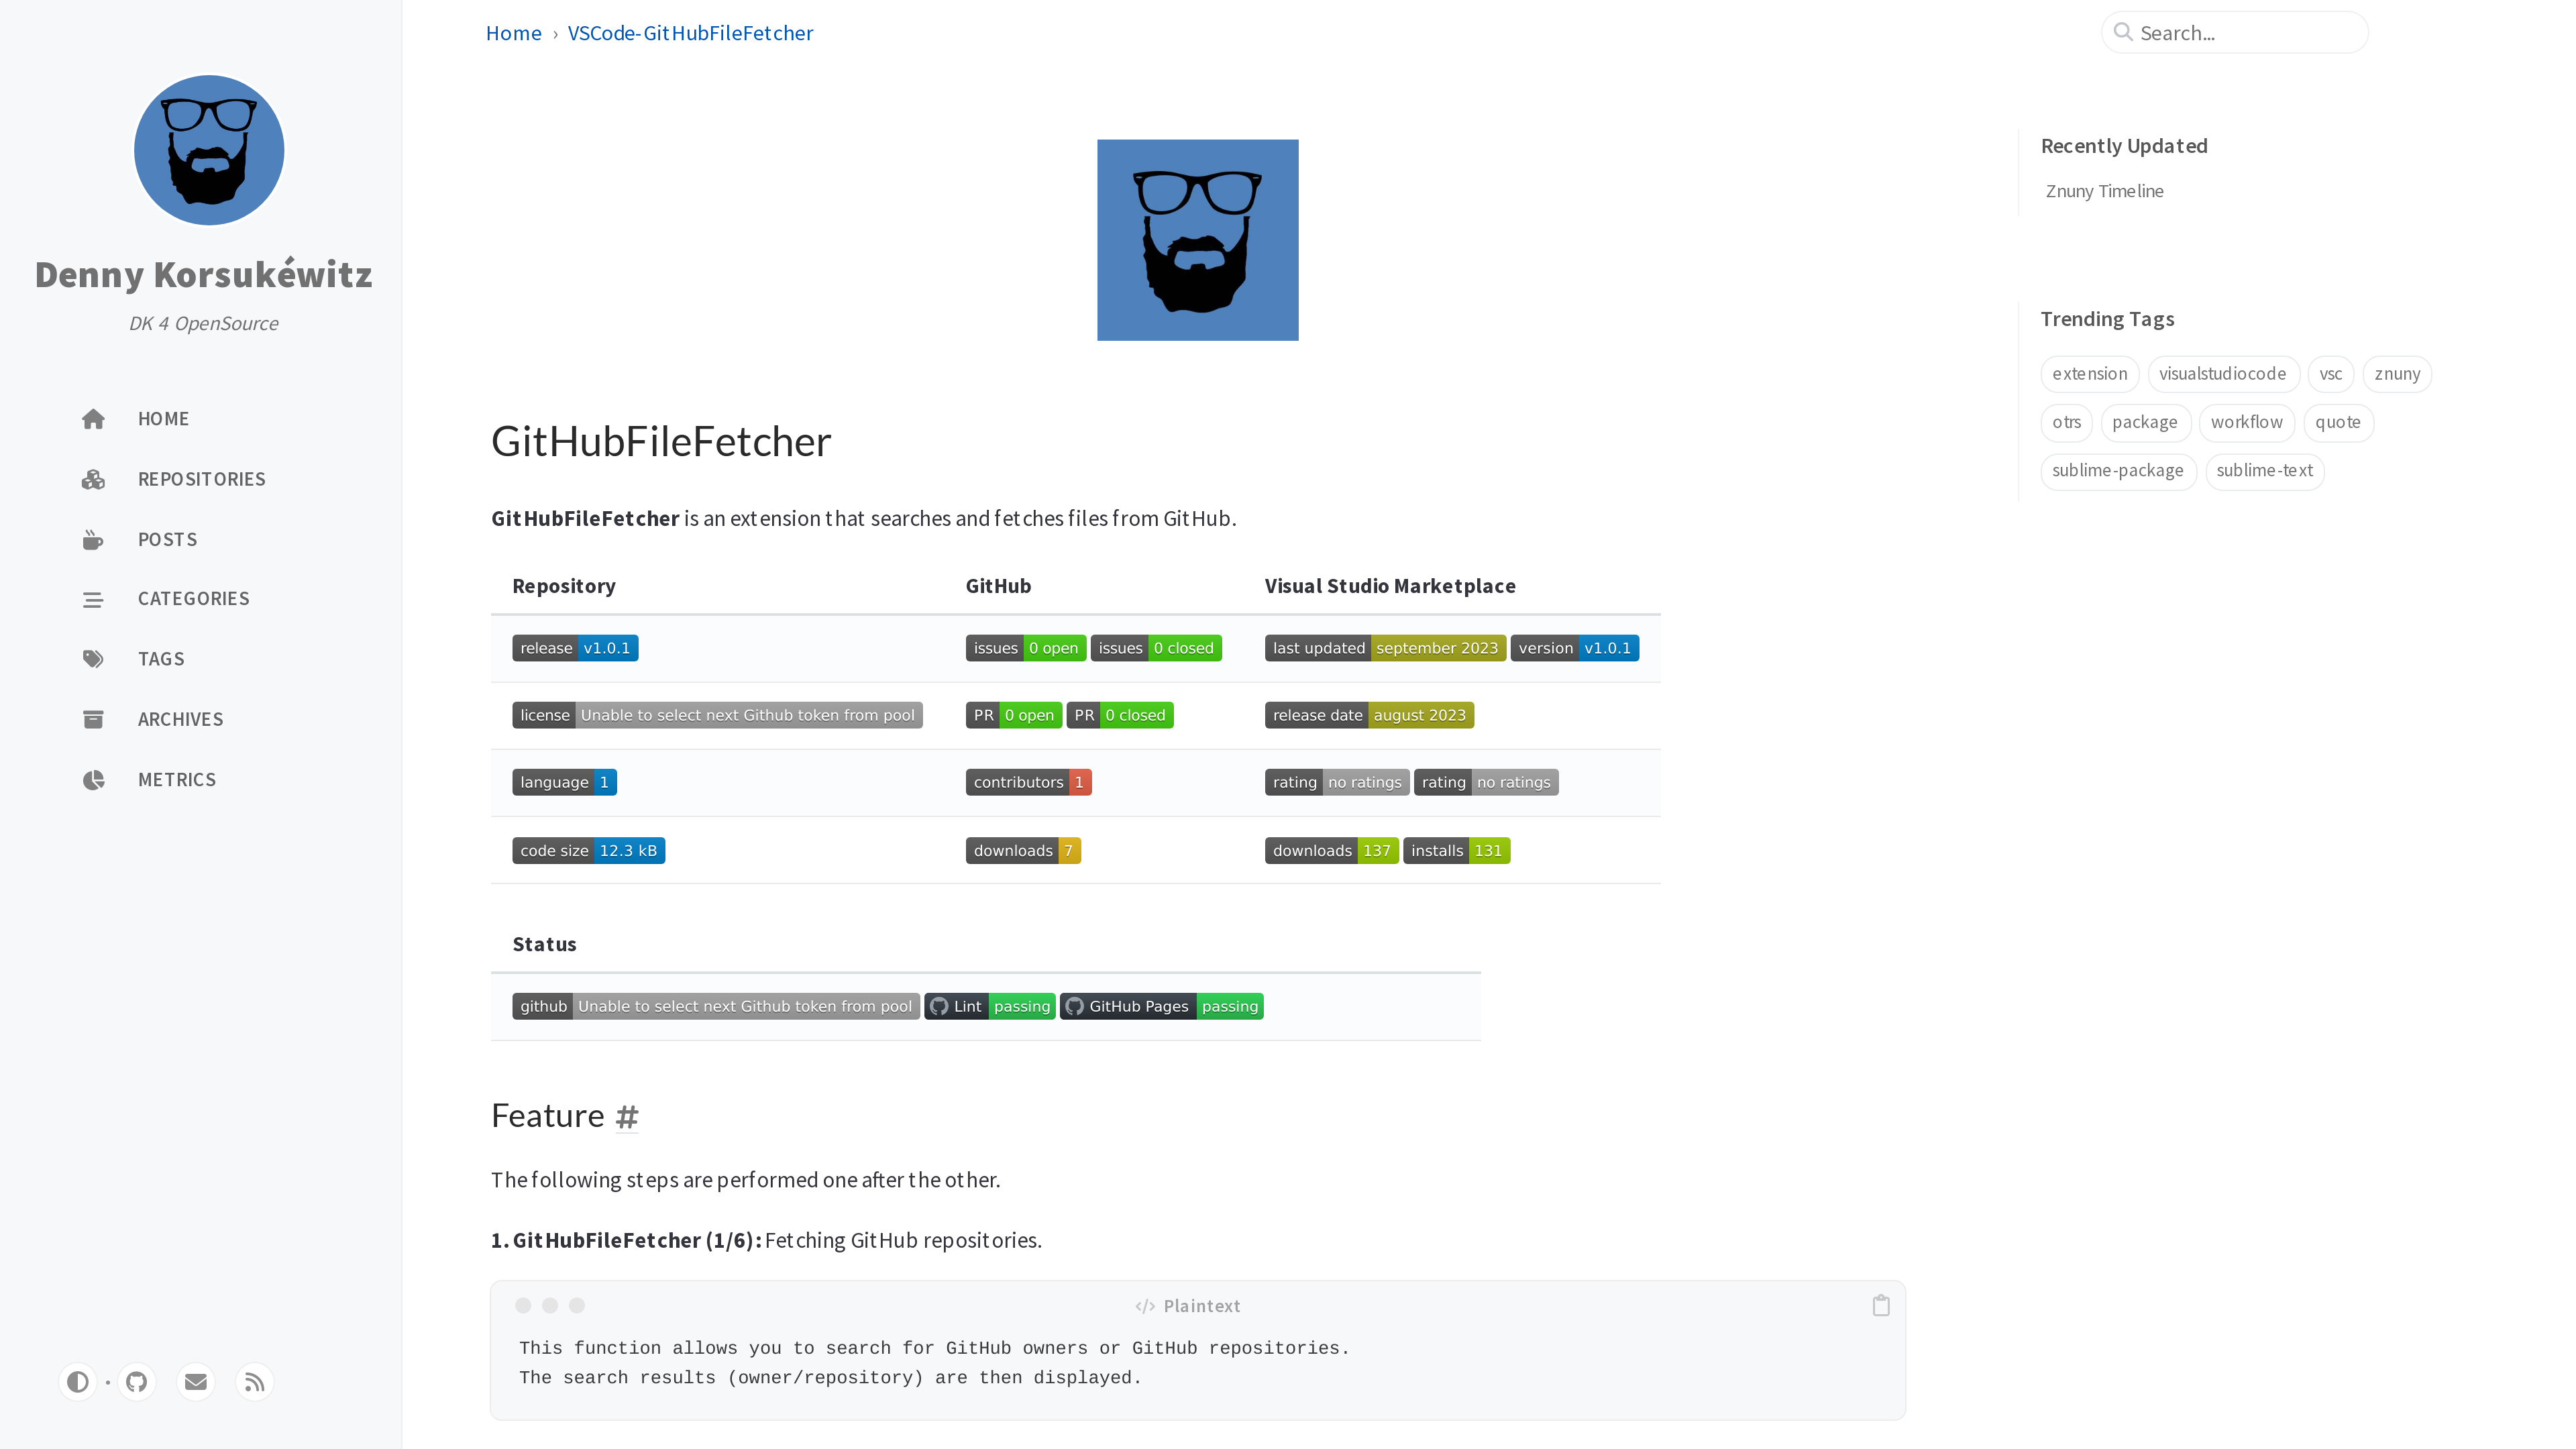 Denny Korsukéwitz
DK 4 OpenSource
HOME
REPOSITORIES
POSTS
CATEGORIES
TAGS
ARCHIVES
METRICS
Home › VSCode-GitHubFileFetcher
Search...
GitHubFileFetcher
GitHubFileFetcher is an extension that searches and fetches files from GitHub.
Repository GitHub Visual Studio Marketplace
release v1.0.1 issues 0 open issues 0 closed last updated september 2023 version v1.0.1
license Unable to select next Github token from pool PR 0 open PR 0 closed release date august 2023
language 1 contributors 1 rating no ratings rating no ratings
code size 12.3 kB downloads 7 downloads 137 installs 131
Status
github Unable to select next Github token from pool Lint passing GitHub Pages passing
Feature #
The following steps are performed one after the other.
1. GitHubFileFetcher (1/6): Fetching GitHub repositories.
Plaintext
This function allows you to search for GitHub owners or GitHub repositories.
The search results (owner/repository) are then displayed.
Recently Updated
Znuny Timeline
Trending Tags
extension visualstudiocode vsc znuny
otrs package workflow quote
sublime-package sublime-text